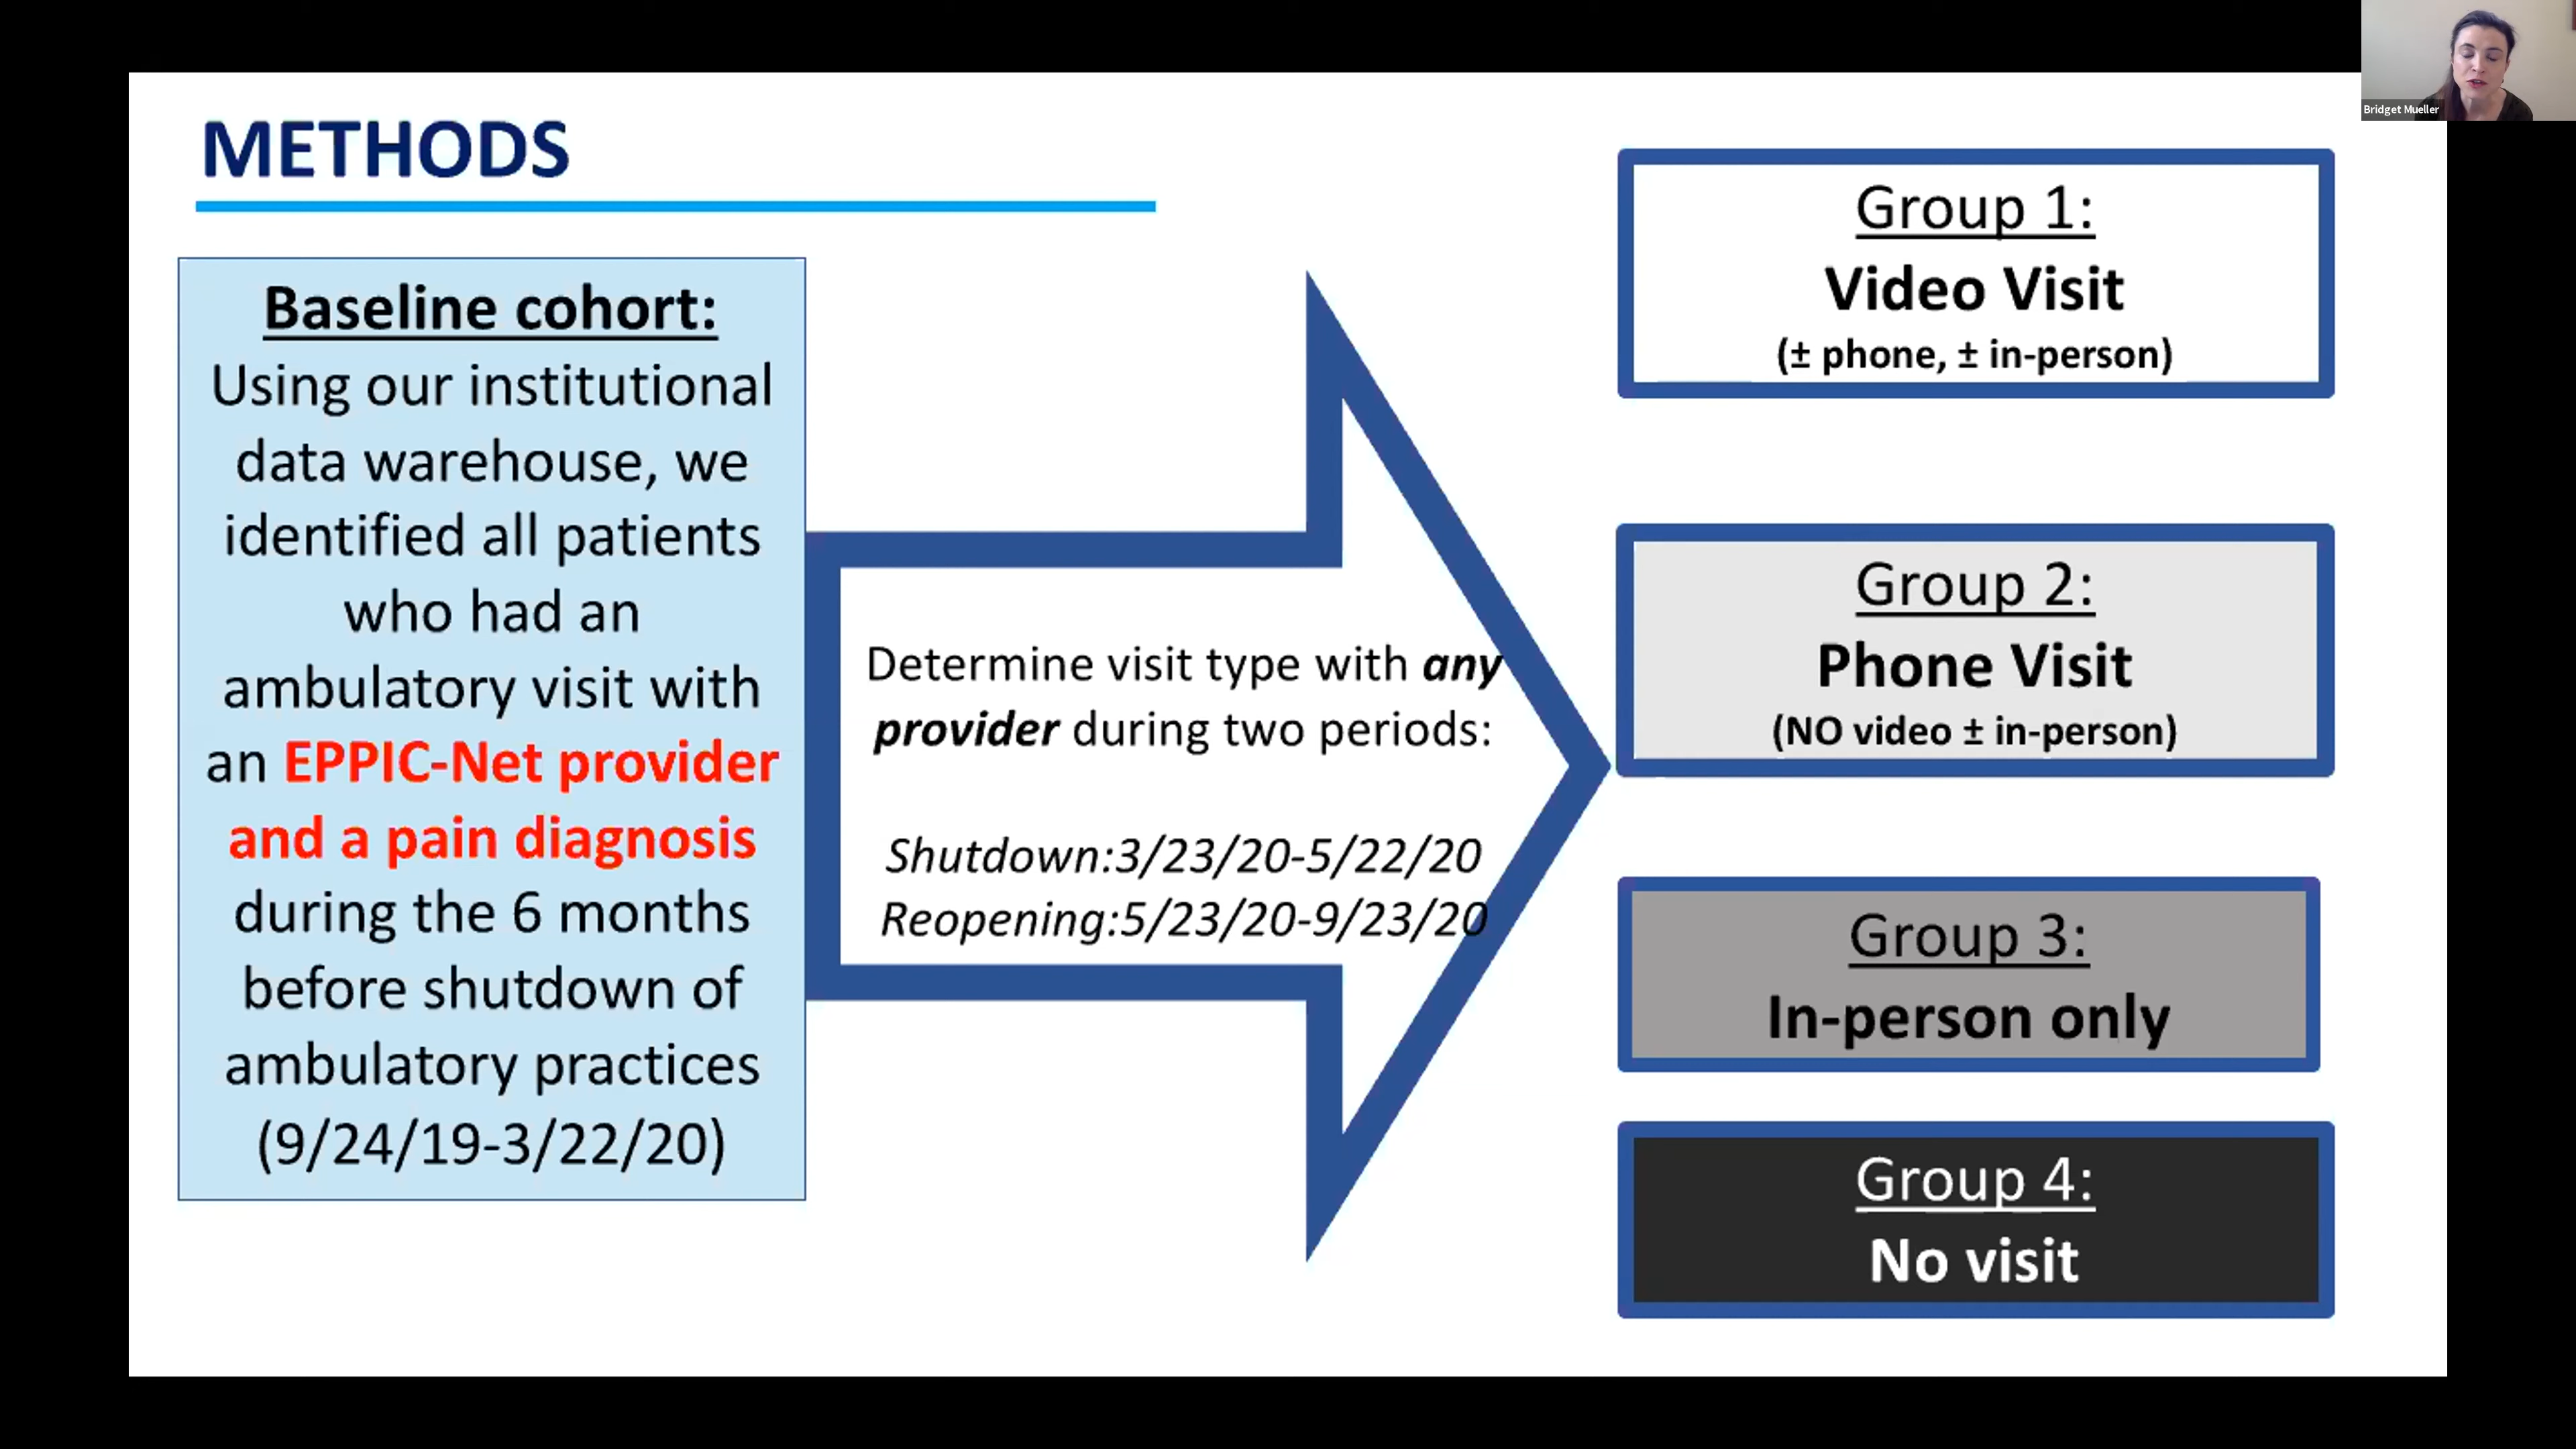 METHODS
Baseline cohort:
Using our institutional
data warehouse, we
identified all patients
who had an
ambulatory visit with
an EPPIC-Net provider
and a pain diagnosis
during the 6 months
before shutdown of
ambulatory practices
(9/24/19-3/22/20)
Determine visit type with any
provider during two periods:
Shutdown:3/23/20-5/22/20
Reopening:5/23/20-9/23/20
Group 1:
Video Visit
(± phone, ± in-person)
Group 2:
Phone Visit
(NO video ± in-person)
Group 3:
In-person only
Group 4:
No visit
Bridget Mueller